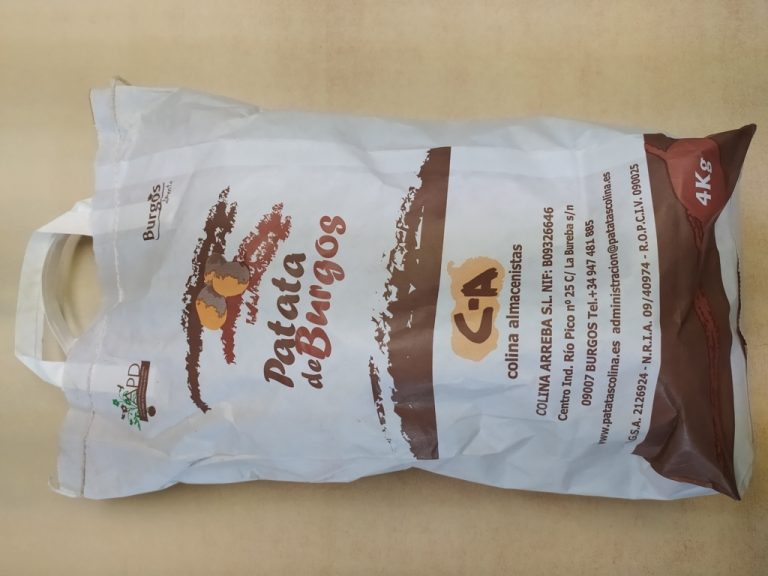 Burgos
APD
Patata
de Burgos
C-A
colina almacenistas
COLINA ARREBA S.L. NIF: B09326646
Centro Ind. Río Pico nº 25 C/ La Bureba s/n
09007 BURGOS Tel.+34 947 481 985
www.patatascolina.es administracion@patatascolina.es
G.S.A. 2126924 - N.R.I.A. 09/40974 - R.O.P.C.I.V. 090025
4Kg